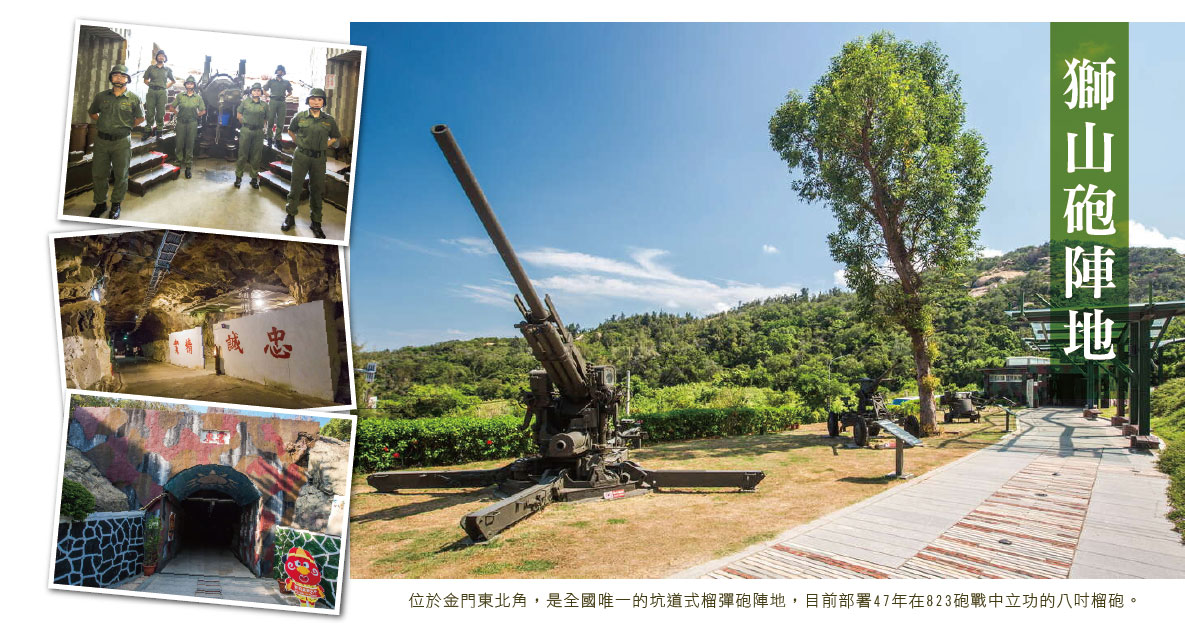 獅山砲陣地
忠誠
精實
位於金門東北角，是全國唯一的坑道式榴彈砲陣地，目前部署47年在823砲戰中立功的八吋榴砲。